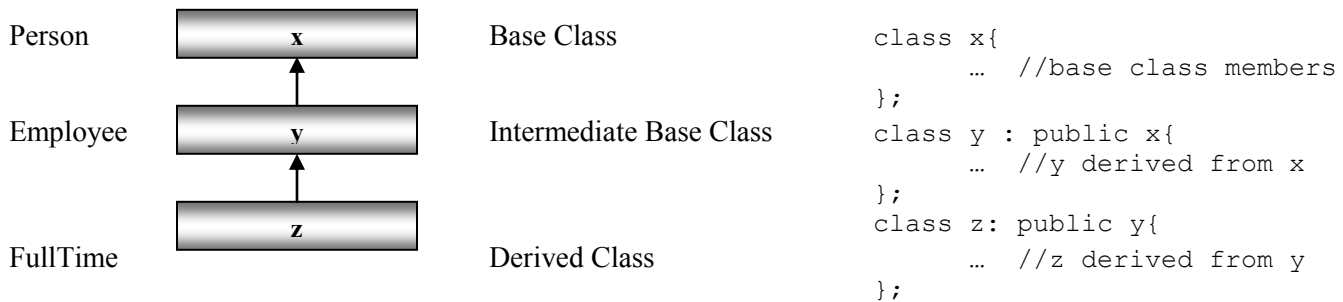 Person x Base Class
Employee y Intermediate Base Class
z
FullTime Derived Class
class x{
… //base class members
};
class y : public x{
… //y derived from x
};
class z: public y{
… //z derived from y
};